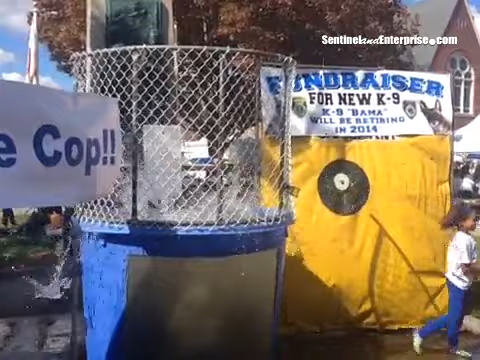 SentinelandEnterprise.com
FUNDRAISER
FOR NEW K-9
K-9 "BAMA"
WILL BE RETIRING
IN 2014
e Cop!!